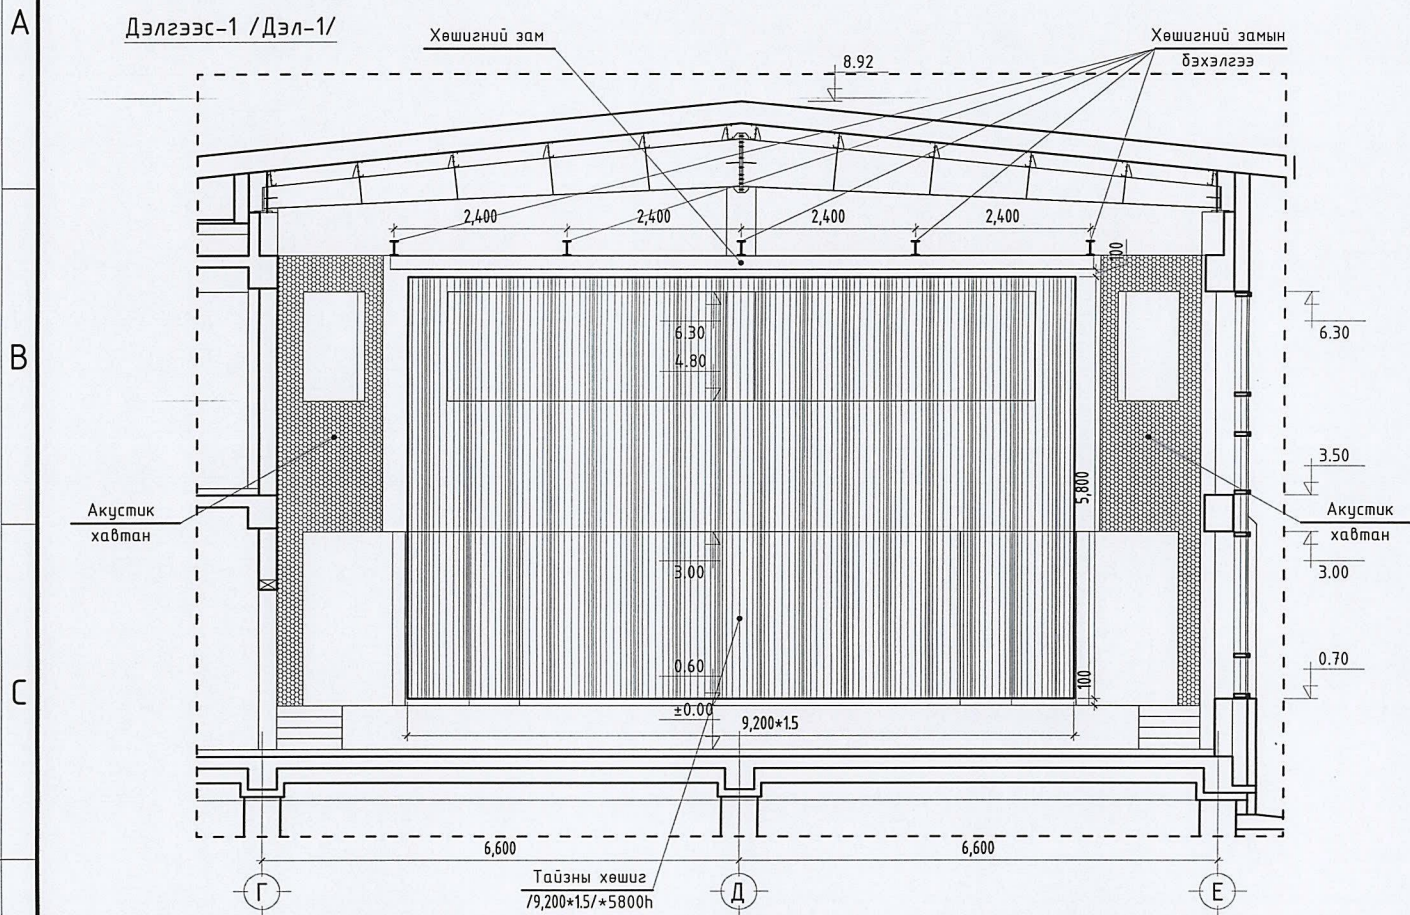 A
Дэлгээс-1 /Дэл-1/
Хөшигний зам
Хөшигний замын
бэхэлгээ
8.92
2,400
2,400
2,400
2,400
100
B
6.30
4.80
6.30
3.50
5,800
Акустик
хавтан
Акустик
хавтан
3.00
3.00
C
0.60
0.70
100
±0.00
9,200*1.5
6,600
6,600
Тайзны хөшиг
/9,200*1.5/*5800h
Г
Д
Е